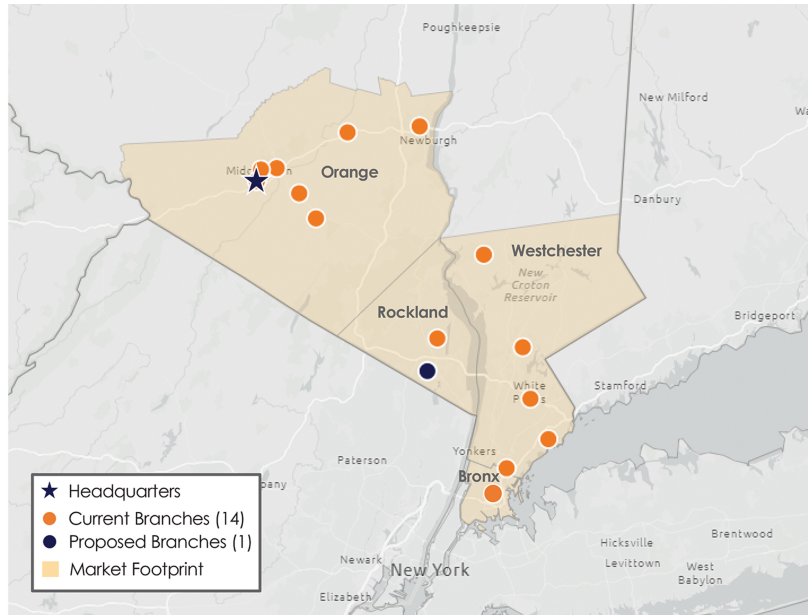 Poughkeepsie
New Milford
Newburgh
Orange
Danbury
Westchester
New
Croton
Reservoir
Rockland
Bridgeport
White
Stamford
Yonkers
Paterson
Bronx
Headquarters
Current Branches (14)
Proposed Branches (1)
Market Footprint
Brentwood
Hicksville
Levittown
West
Babylon
Newark
New York
Elizabeth